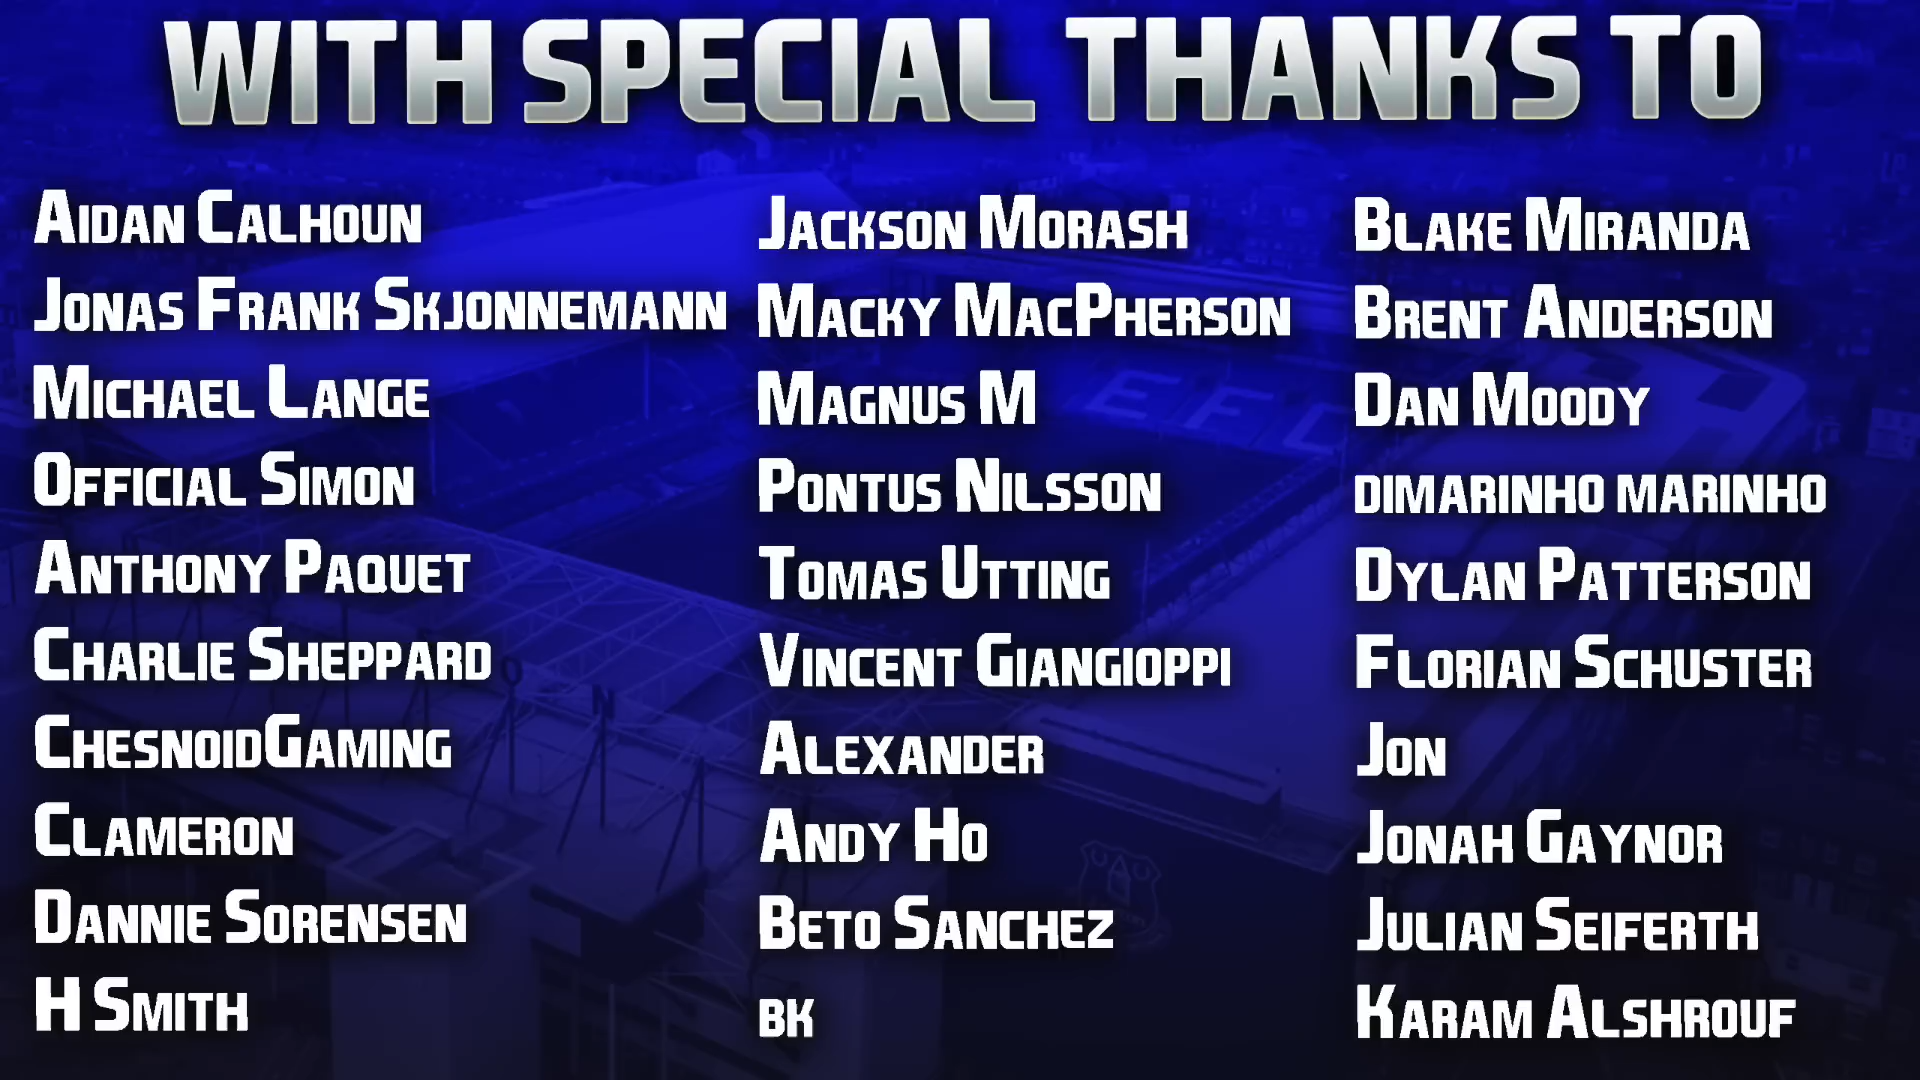 WITH SPECIAL THANKS TO
Aidan Calhoun
Jonas Frank Skjonnemann
Michael Lange
Official Simon
Anthony Paquet
Charlie Sheppard
ChesnoidGaming
Clameron
Dannie Sorensen
H Smith
Jackson Morash
Macky MacPherson
Magnus M
Pontus Nilsson
Tomas Utting
Vincent Giangioppi
Alexander
Andy Ho
Beto Sanchez
bk
Blake Miranda
Brent Anderson
Dan Moody
dimarinho marinho
Dylan Patterson
Florian Schuster
Jon
Jonah Gaynor
Julian Seiferth
Karam Alshrouf
EFC